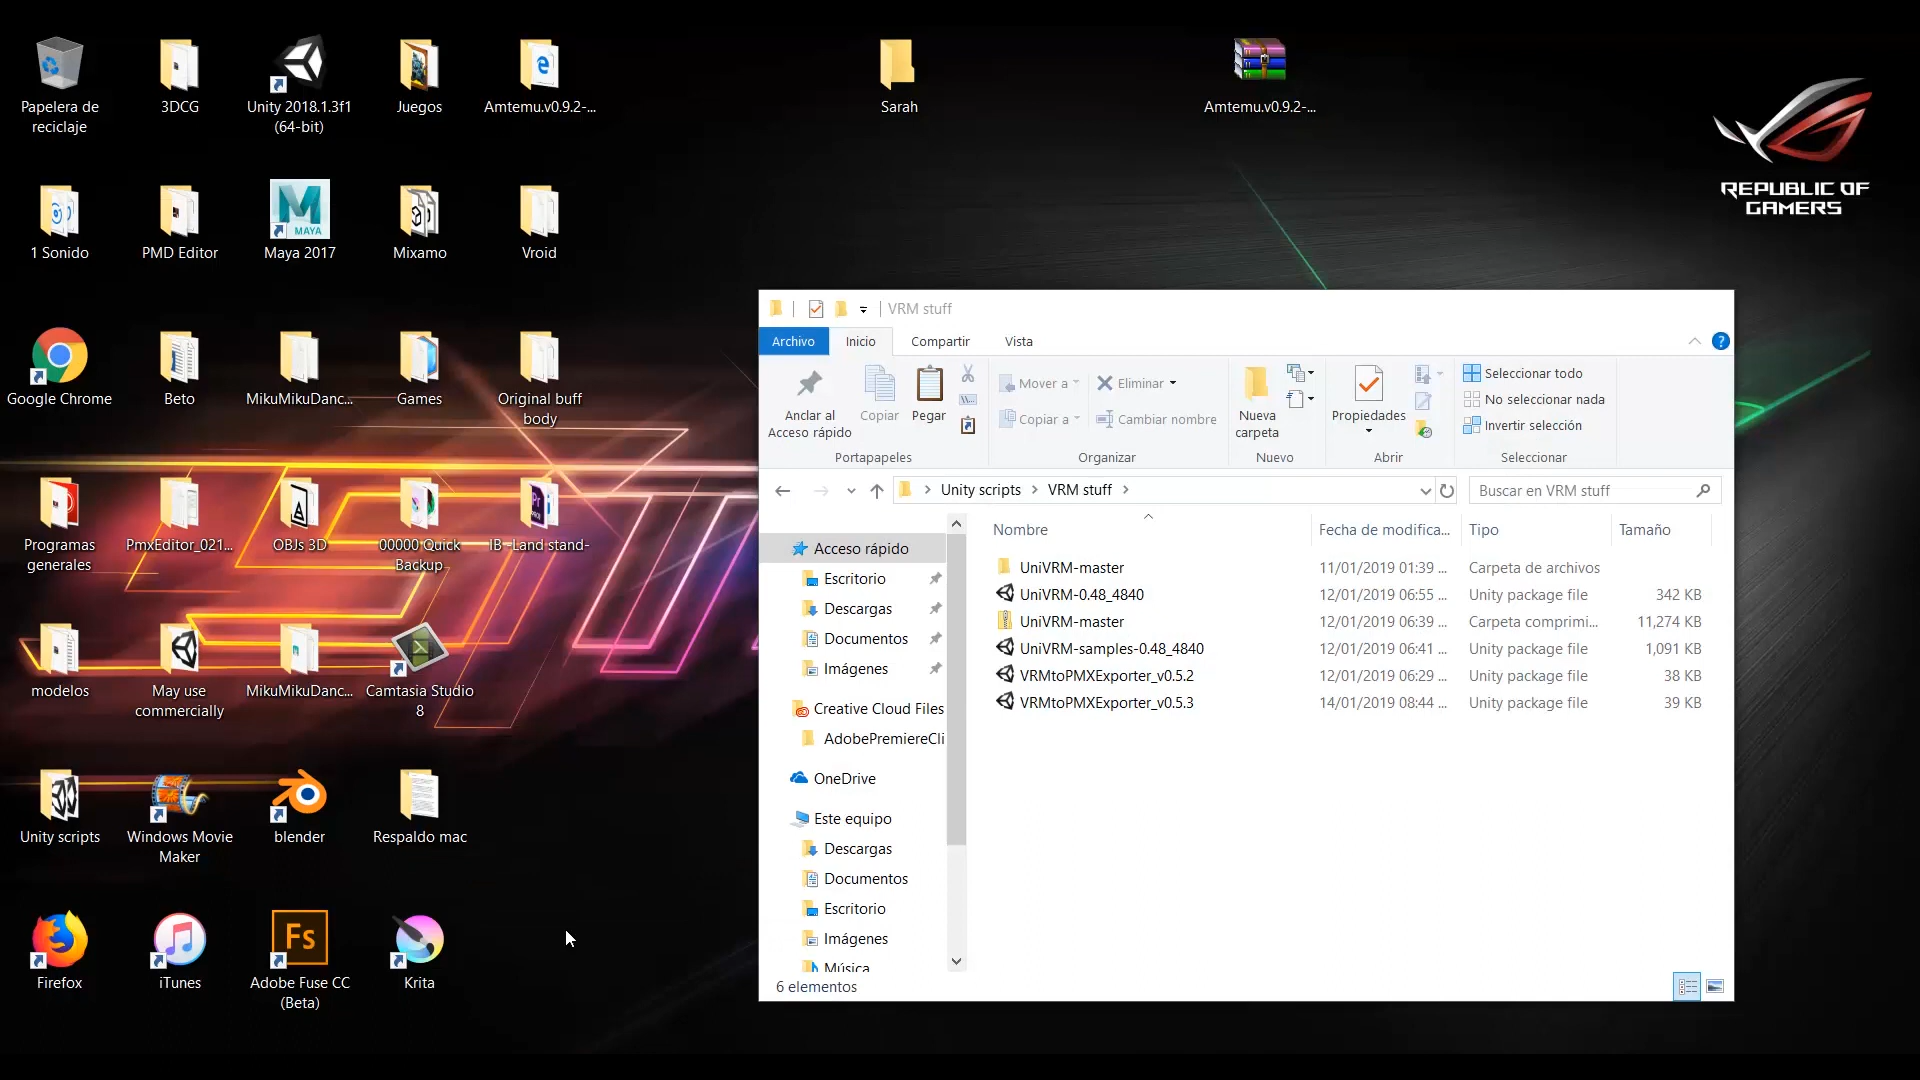 Papelera de
reciclaje
3DCG
Unity 2018.1.3f1
(64-bit)
Juegos
Amtemu.v0.9.2-...
Sarah
Amtemu.v0.9.2-...
REPUBLIC OF
GAMERS
1 Sonido
PMD Editor
MAYA
Maya 2017
Mixamo
Vroid
Google Chrome
Beto
MikuMikuDanc...
Games
Original buff
body
Programas
generales
PmxEditor_021...
OBJs 3D
00000 Quick
Backup
Pr
IB -Land stand-
modelos
May use
commercially
MikuMikuDanc...
Camtasia Studio
8
Unity scripts
Windows Movie
Maker
blender
Respaldo mac
Firefox
iTunes
Fs
Adobe Fuse CC
(Beta)
Krita
VRM stuff
Archivo
Inicio
Compartir
Vista
Anclar al
Acceso rápido
Copiar
Pegar
Portapapeles
Mover a
Copiar a
Eliminar
Cambiar nombre
Organizar
Nueva
carpeta
Nuevo
Propiedades
Abrir
Seleccionar todo
No seleccionar nada
Invertir selección
Seleccionar
Unity scripts
VRM stuff
Buscar en VRM stuff
Acceso rápido
Escritorio
Descargas
Documentos
Imágenes
Creative Cloud Files
AdobePremiereCli
OneDrive
Este equipo
Descargas
Documentos
Escritorio
Imágenes
Música
Nombre Fecha de modifica... Tipo Tamaño
UniVRM-master 11/01/2019 01:39 ... Carpeta de archivos
UniVRM-0.48_4840 12/01/2019 06:55 ... Unity package file 342 KB
UniVRM-master 12/01/2019 06:39 ... Carpeta comprimi... 11,274 KB
UniVRM-samples-0.48_4840 12/01/2019 06:41 ... Unity package file 1,091 KB
VRMtoPMXExporter_v0.5.2 12/01/2019 06:29 ... Unity package file 38 KB
VRMtoPMXExporter_v0.5.3 14/01/2019 08:44 ... Unity package file 39 KB
6 elementos